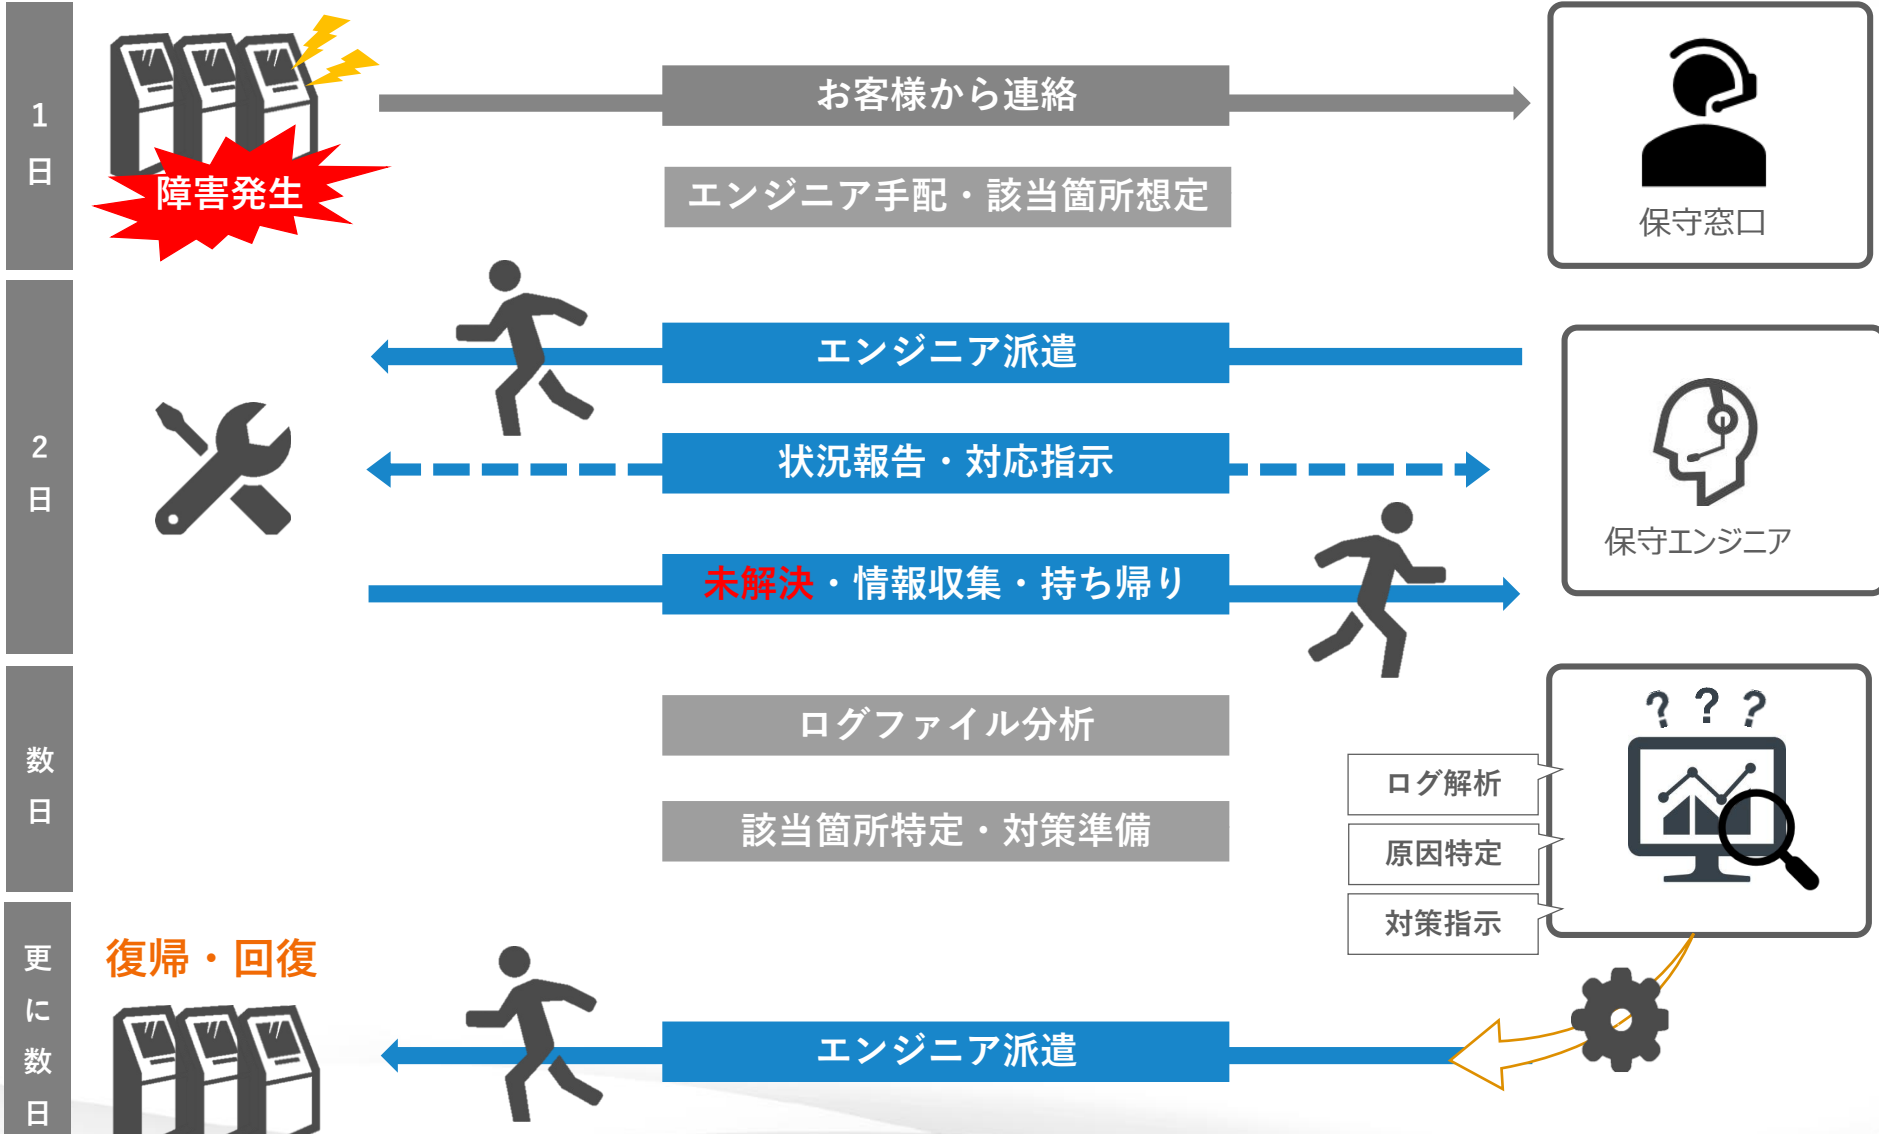 1日
お客様から連絡
障害発生
エンジニア手配・該当箇所想定
保守窓口
2日
エンジニア派遣
状況報告・対応指示
保守エンジニア
未解決・情報収集・持ち帰り
数日
ログファイル分析
? ? ?
ログ解析
該当箇所特定・対策準備
原因特定
対策指示
更に数日
復帰・回復
エンジニア派遣